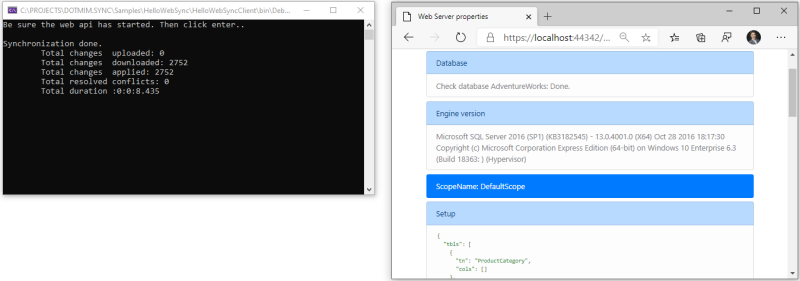 C:\PROJECTS\DOTMIM.SYNC\Samples\HelloWebSync\HelloWebSyncClient\bin\Deb...
Be sure the web api has started. Then click enter..
Synchronization done.
Total changes uploaded: 0
Total changes downloaded: 2752
Total changes applied: 2752
Total resolved conflicts: 0
Total duration :0:0:8.435
Web Server properties
https://localhost:44342/...
Database
Check database AdventureWorks: Done.
Engine version
Microsoft SQL Server 2016 (SP1) (KB3182545) - 13.0.4001.0 (X64) Oct 28 2016 18:17:30
Copyright (c) Microsoft Corporation Express Edition (64-bit) on Windows 10 Enterprise 6.3
(Build 18363: ) (Hypervisor)
ScopeName: DefaultScope
Setup
{
"tbls": [
{
"tn": "ProductCategory",
"cols": []
}